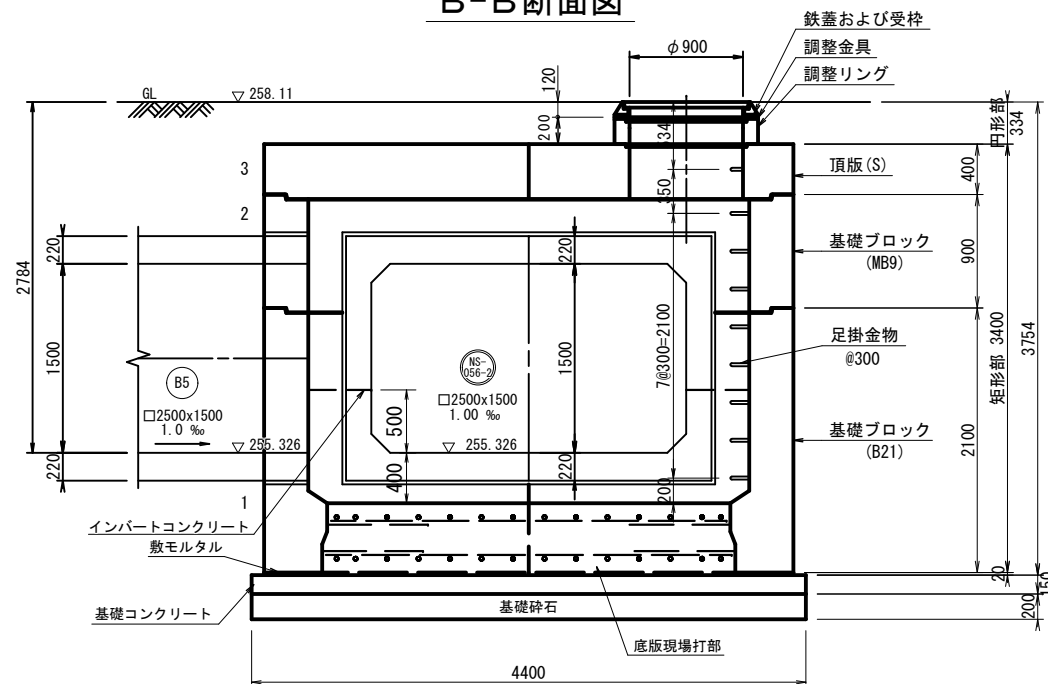 B-B断面図
鉄蓋および受枠
調整金具
調整リング
φ900
120
200
334
GL
▽ 258.11
円形部
334
3
頂版(S)
400
350
2
基礎ブロック
(MB9)
900
220
220
2784
7@300=2100
足掛金物
@300
矩形部 3400
3754
1500
1500
NS-
056-2
B5
□2500x1500
1.00 ‰
□2500x1500
1.0 ‰
500
基礎ブロック
(B21)
2100
▽ 255.326
▽ 255.326
220
400
220
200
1
インバートコンクリート
敷モルタル
20
150
基礎コンクリート
基礎砕石
200
底版現場打部
4400